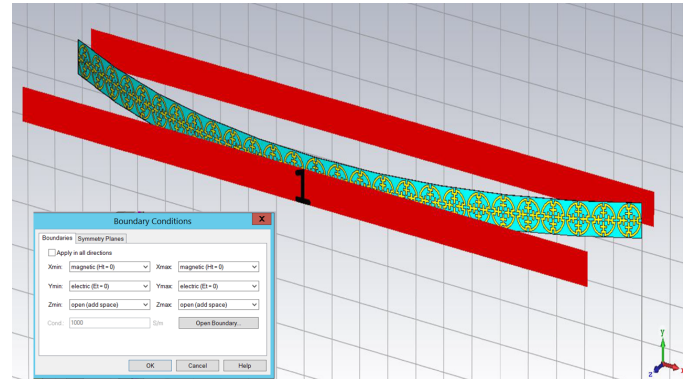 1
Boundary Conditions
X
Boundaries Symmetry Planes
Apply in all directions
Xmin: magnetic (Ht = 0) Xmax: magnetic (Ht = 0)
Ymin: electric (Et = 0) Ymax: electric (Et = 0)
Zmin: open (add space) Zmax: open (add space)
Cond.: 1000 S/m Open Boundary...
OK Cancel Help
Y
X
Z